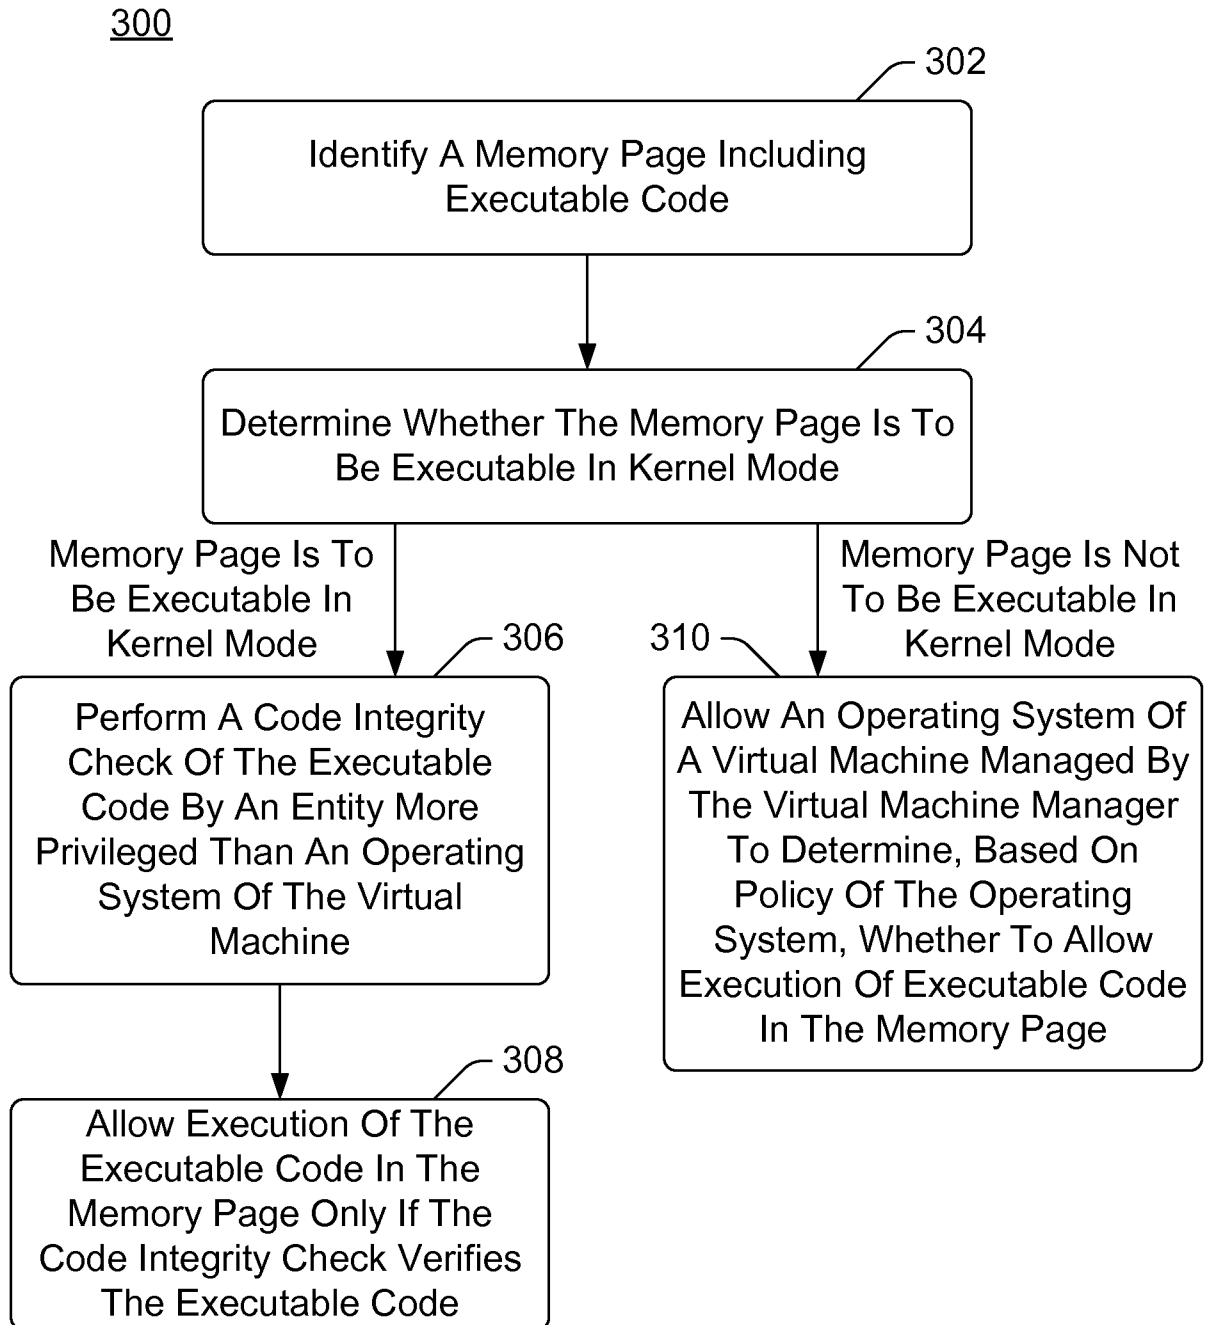 300
302
Identify A Memory Page Including
Executable Code
304
Determine Whether The Memory Page Is To
Be Executable In Kernel Mode
Memory Page Is To
Be Executable In
Kernel Mode
Memory Page Is Not
To Be Executable In
Kernel Mode
306
Perform A Code Integrity
Check Of The Executable
Code By An Entity More
Privileged Than An Operating
System Of The Virtual
Machine
310
Allow An Operating System Of
A Virtual Machine Managed By
The Virtual Machine Manager
To Determine, Based On
Policy Of The Operating
System, Whether To Allow
Execution Of Executable Code
In The Memory Page
308
Allow Execution Of The
Executable Code In The
Memory Page Only If The
Code Integrity Check Verifies
The Executable Code